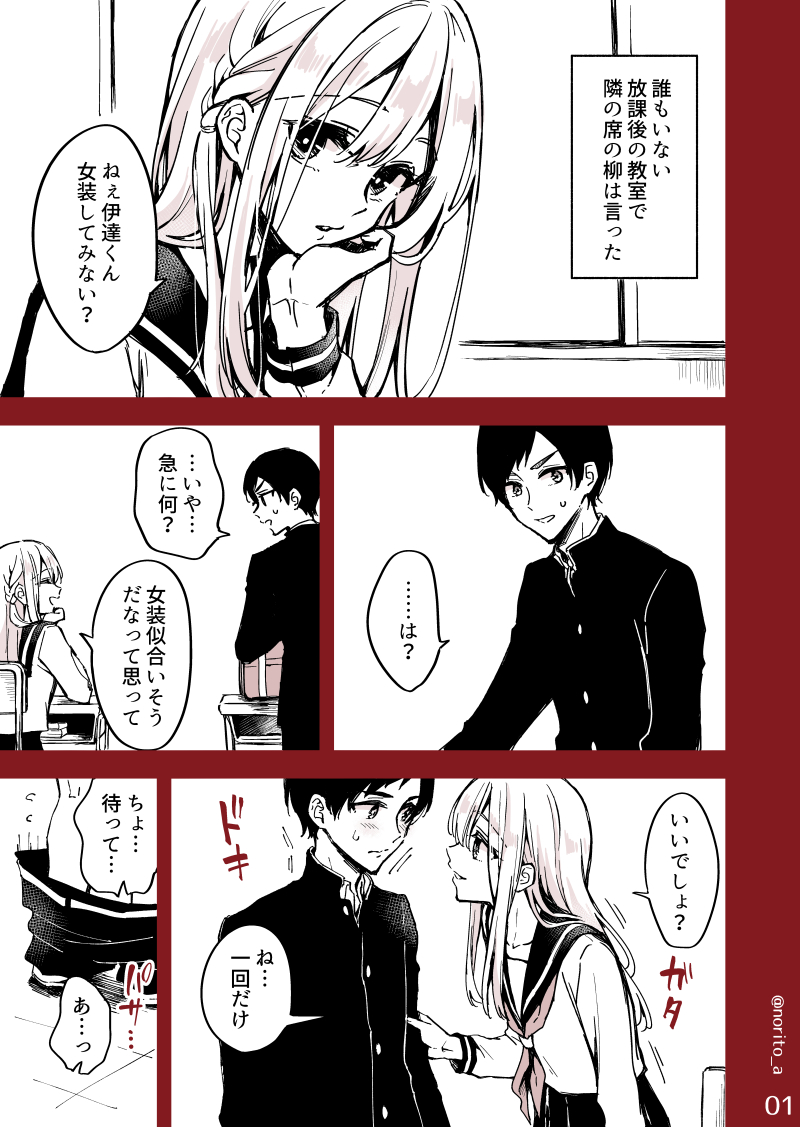 誰もいない
放課後の教室で
隣の席の柳は言った
ねぇ伊達くん
女装してみない？
……は？
…いや…
急に何？
女装似合いそう
だなって思って
いいでしょ？
ガタ
ドキ
ね…
一回だけ
ちょ…
待って…
パサ…
あ…っ
@norito_a
01